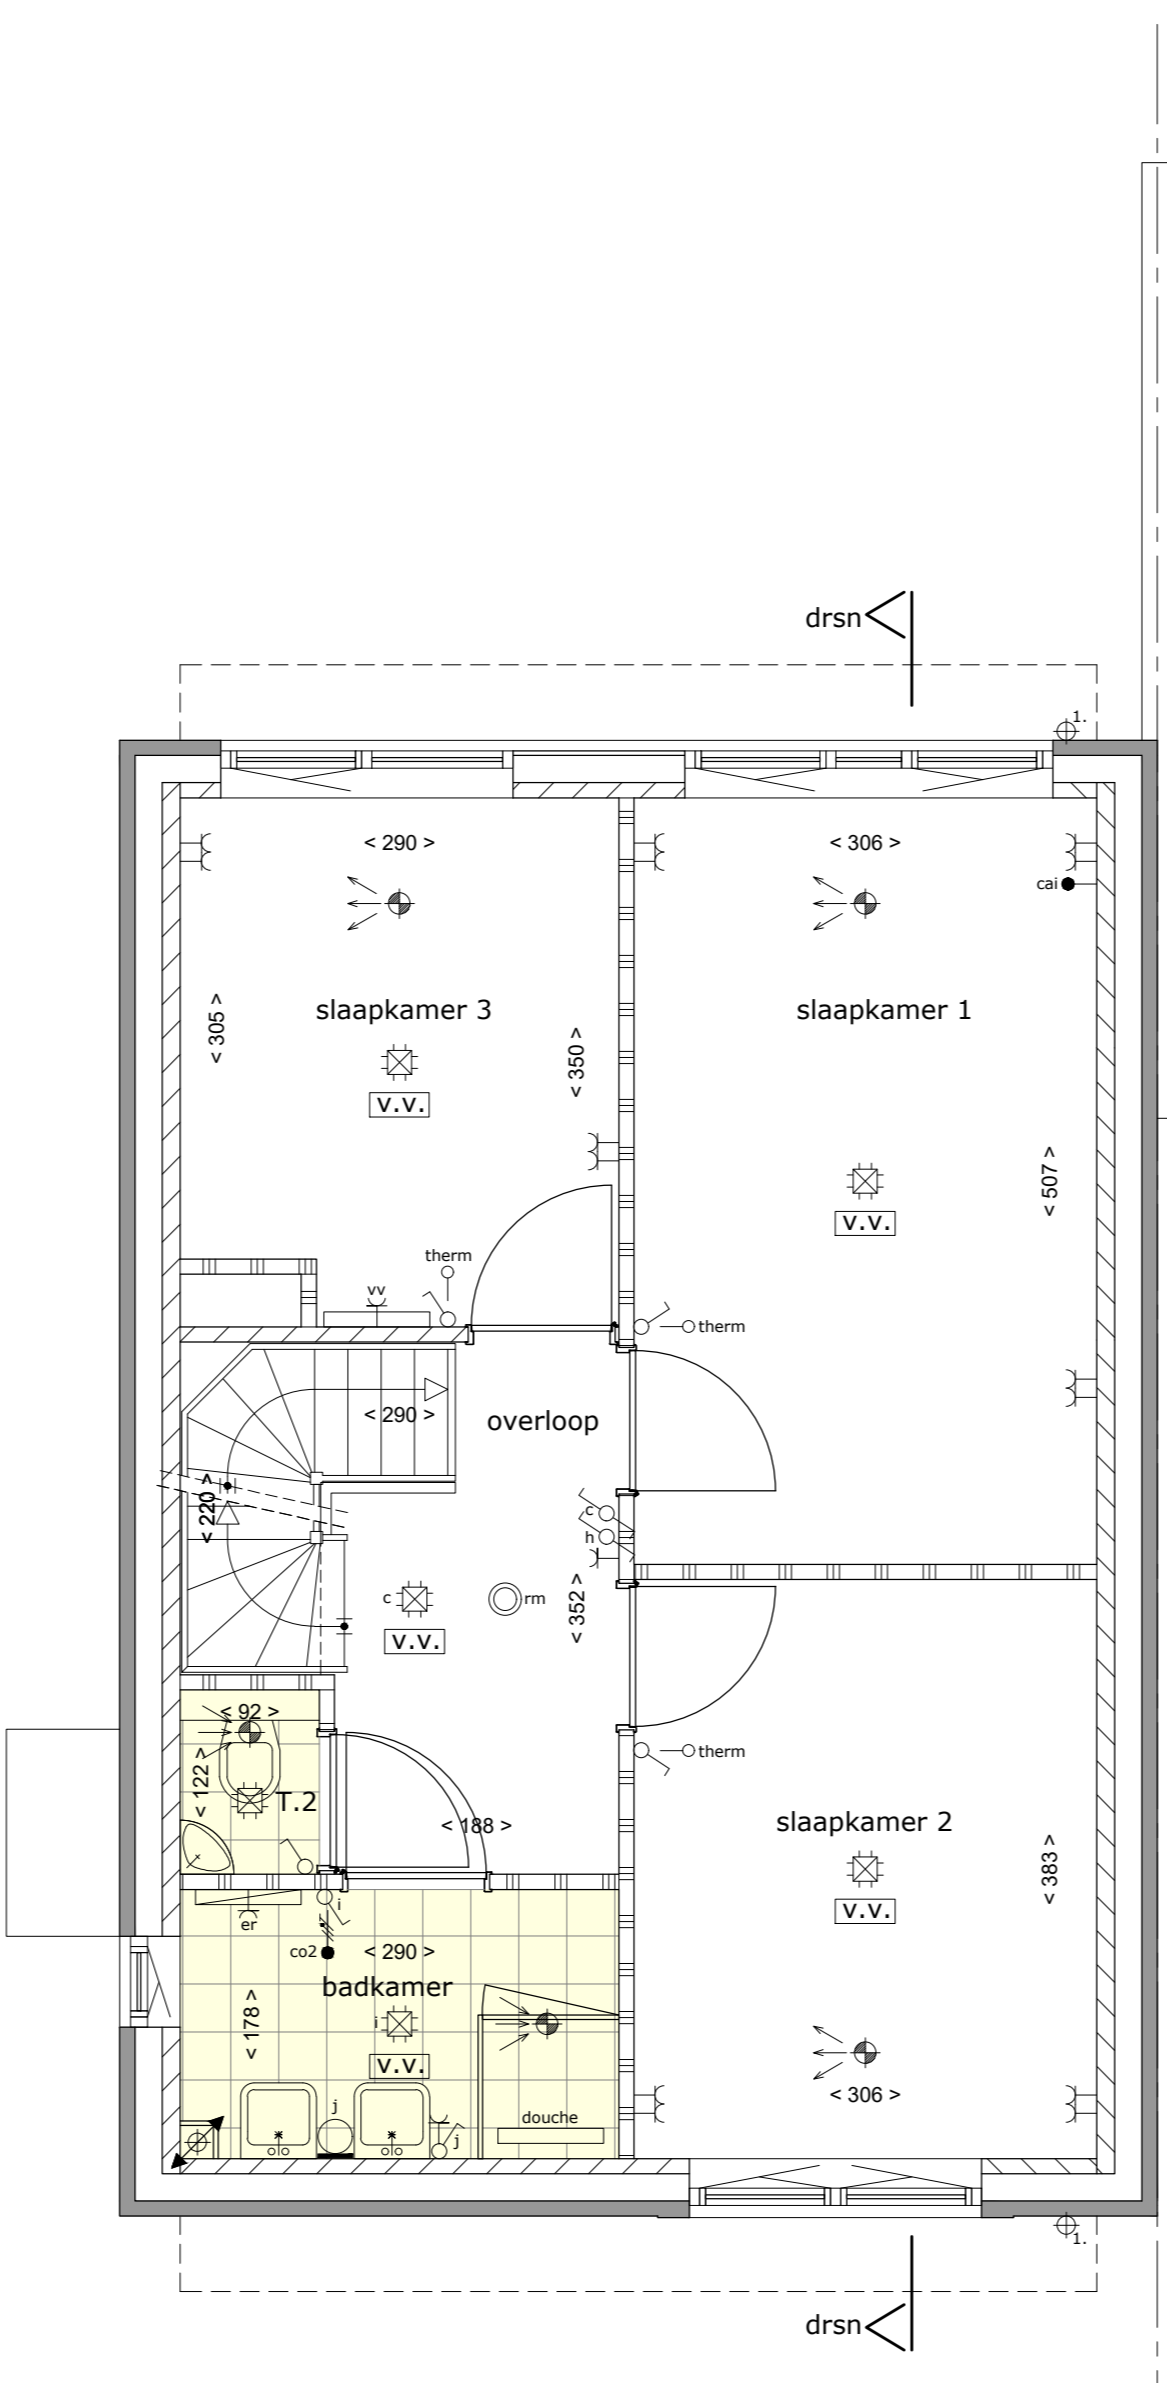 drsn
1.
< 290 >
< 306 >
cai
slaapkamer 3
slaapkamer 1
< 305 >
< 350 >
v.v.
< 507 >
v.v.
therm
vv
therm
< 290 >
overloop
< 220 >
c
h
c
rm
< 352 >
v.v.
< 92 >
therm
< 122 >
T.2
< 188 >
slaapkamer 2
< 383 >
v.v.
i
er
co2
< 290 >
badkamer
< 178 >
i
v.v.
< 306 >
j
j
douche
1.
drsn